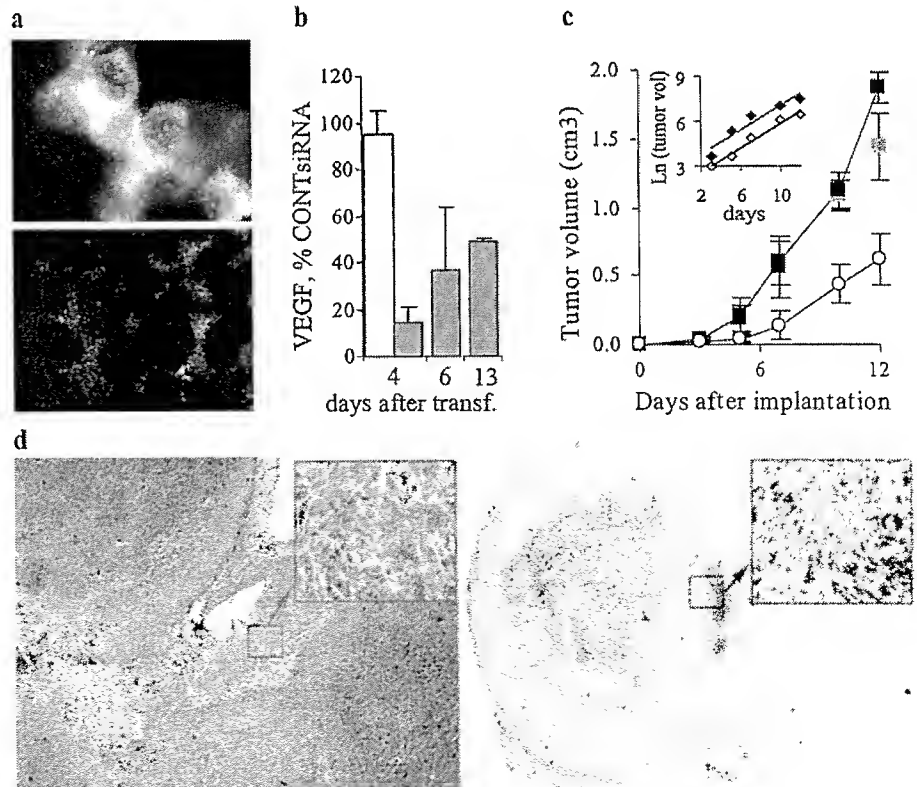 a
b
VEGF, % CONTsiRNA
120
100
80
60
40
20
0
4 6 13
days after transf.
c
Tumor volume (cm3)
2.0
1.5
1.0
0.5
0.0
0 6 12
Days after implantation
Ln (tumor vol)
9
6
3
2 6 10
days
d